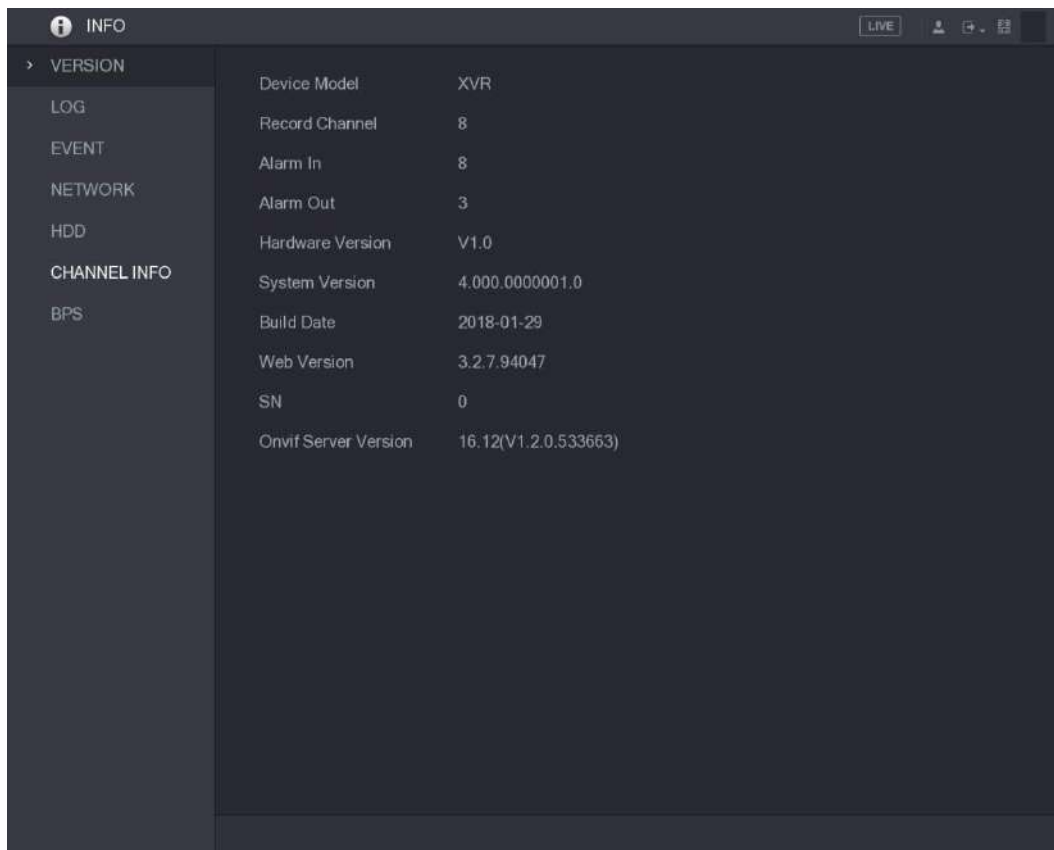 INFO
LIVE
VERSION
LOG
EVENT
NETWORK
HDD
CHANNEL INFO
BPS
Device Model XVR
Record Channel 8
Alarm In 8
Alarm Out 3
Hardware Version V1.0
System Version 4.000.0000001.0
Build Date 2018-01-29
Web Version 3.2.7.94047
SN 0
Onvif Server Version 16.12(V1.2.0.533663)